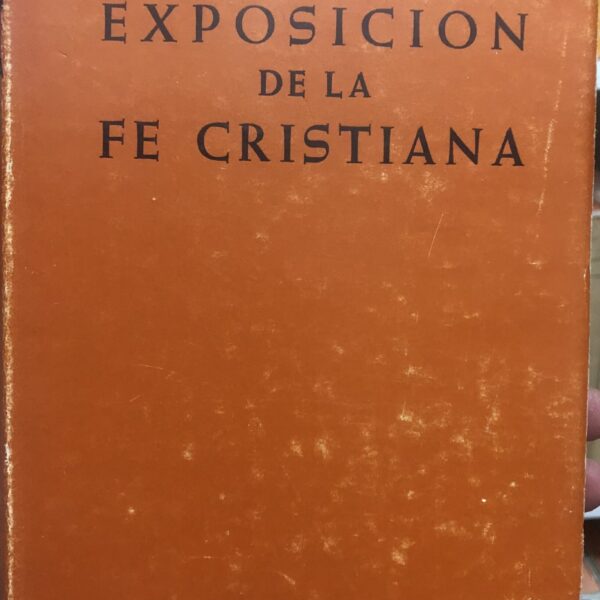 EXPOSICION
DE LA
FE CRISTIANA